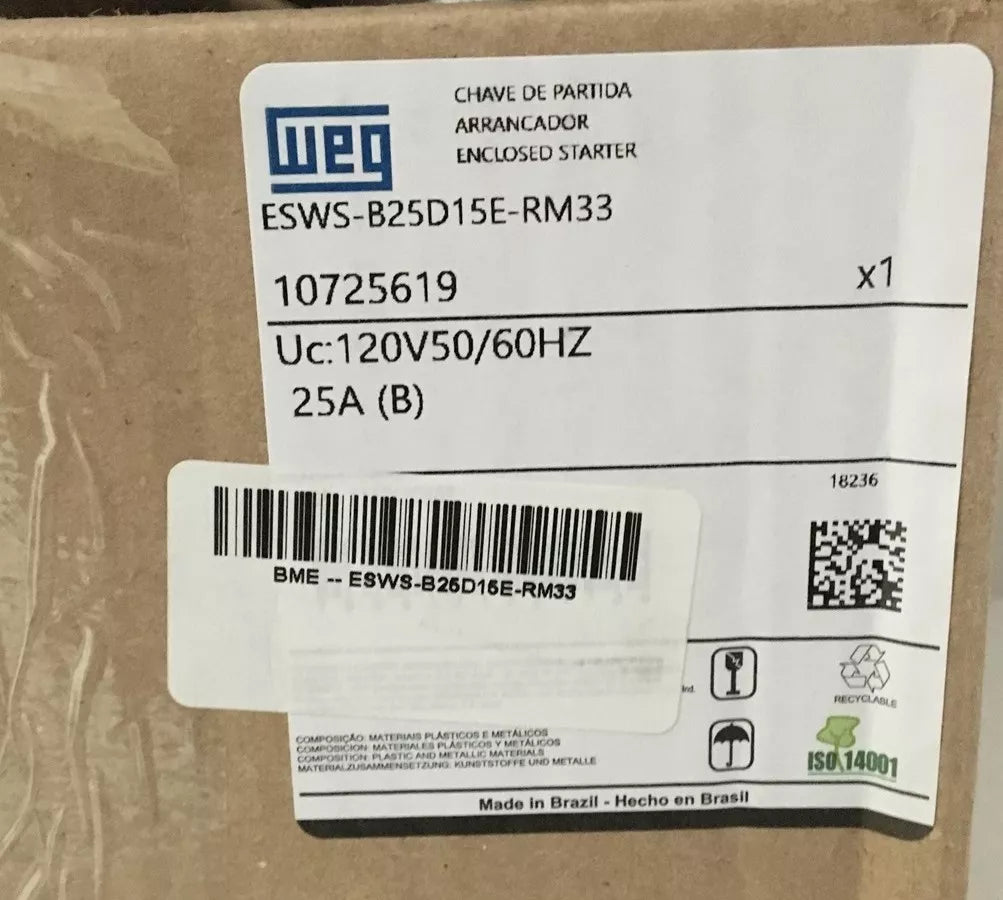 weg
CHAVE DE PARTIDA
ARRANCADOR
ENCLOSED STARTER
ESWS-B25D15E-RM33
10725619
x1
Uc:120V50/60HZ
25A (B)
18236
BME -- ESWS-B25D15E-RM33
Ind.
RECYCLABLE
COMPOSIÇÃO: MATERIAIS PLÁSTICOS E METÁLICOS
COMPOSICION: MATERIALES PLÁSTICOS Y METÁLICOS
COMPOSITION: PLASTIC AND METALLIC MATERIALS
MATERIALZUSAMMENSETZUNG: KUNSTSTOFFE UND METALLE
ISO 14001
Made in Brazil - Hecho en Brasil